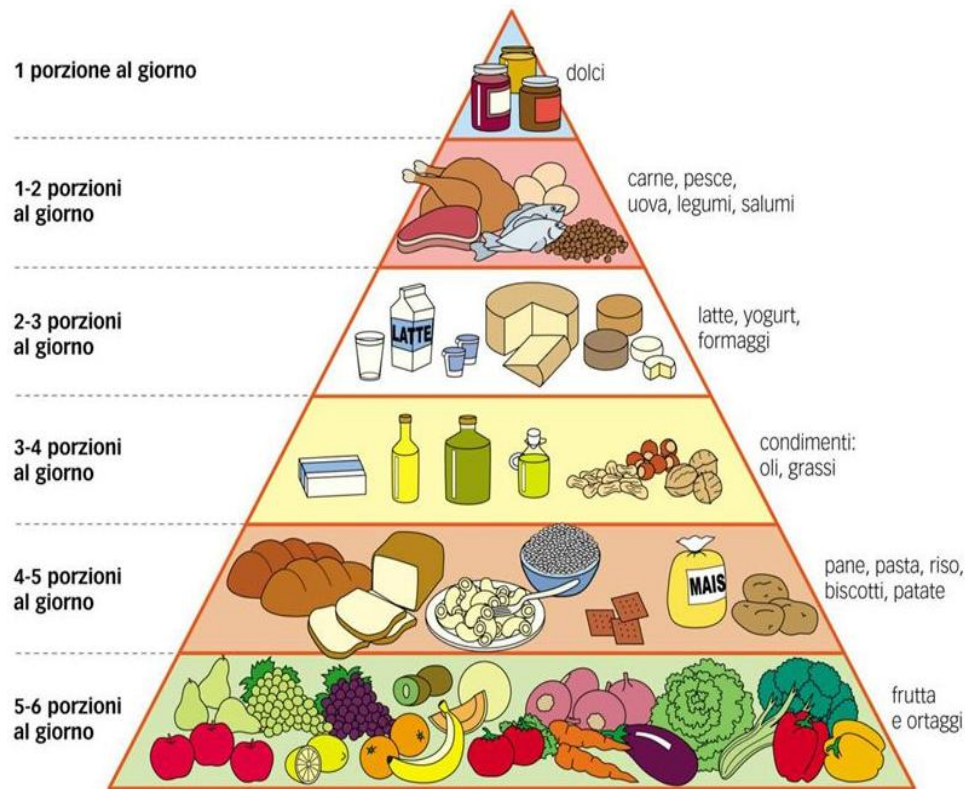 1 porzione al giorno
dolci
1-2 porzioni
al giorno
carne, pesce,
uova, legumi, salumi
2-3 porzioni
al giorno
LATTE
latte, yogurt,
formaggi
3-4 porzioni
al giorno
condimenti:
oli, grassi
4-5 porzioni
al giorno
MAIS
pane, pasta, riso,
biscotti, patate
5-6 porzioni
al giorno
frutta
e ortaggi